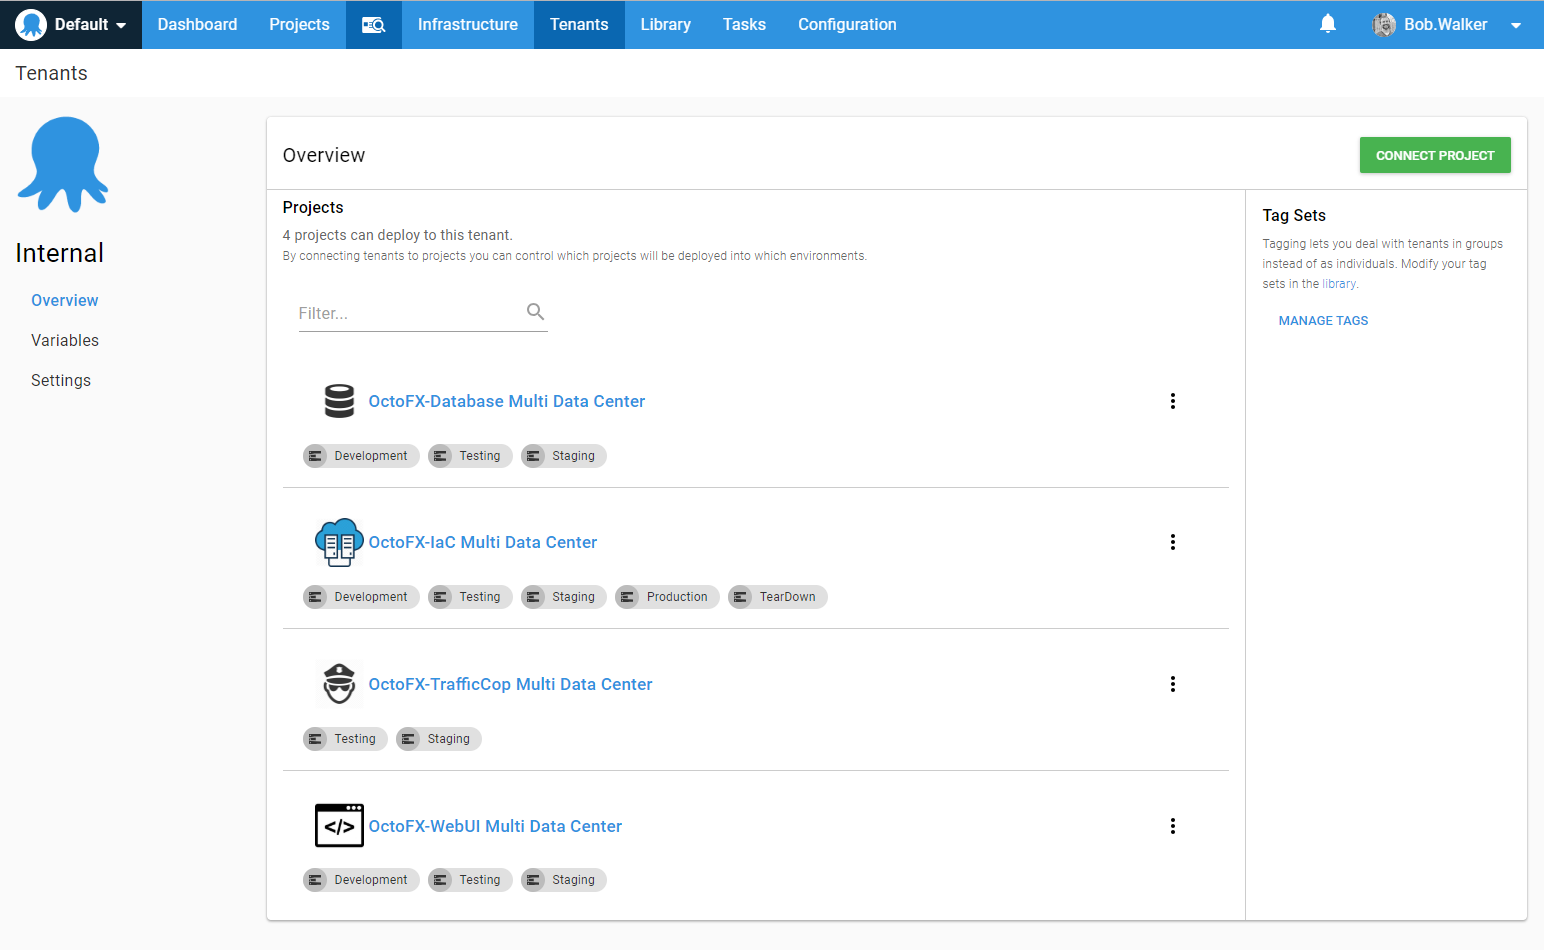 Default Dashboard Projects Infrastructure Tenants Library Tasks Configuration Bob.Walker
Tenants
Internal
Overview
Variables
Settings
Overview
CONNECT PROJECT
Projects
4 projects can deploy to this tenant.
By connecting tenants to projects you can control which projects will be deployed into which environments.
Filter...
OctoFX-Database Multi Data Center
Development Testing Staging
OctoFX-IaC Multi Data Center
Development Testing Staging Production TearDown
OctoFX-TrafficCop Multi Data Center
Testing Staging
</>
OctoFX-WebUI Multi Data Center
Development Testing Staging
Tag Sets
Tagging lets you deal with tenants in groups
instead of as individuals. Modify your tag
sets in the library.
MANAGE TAGS